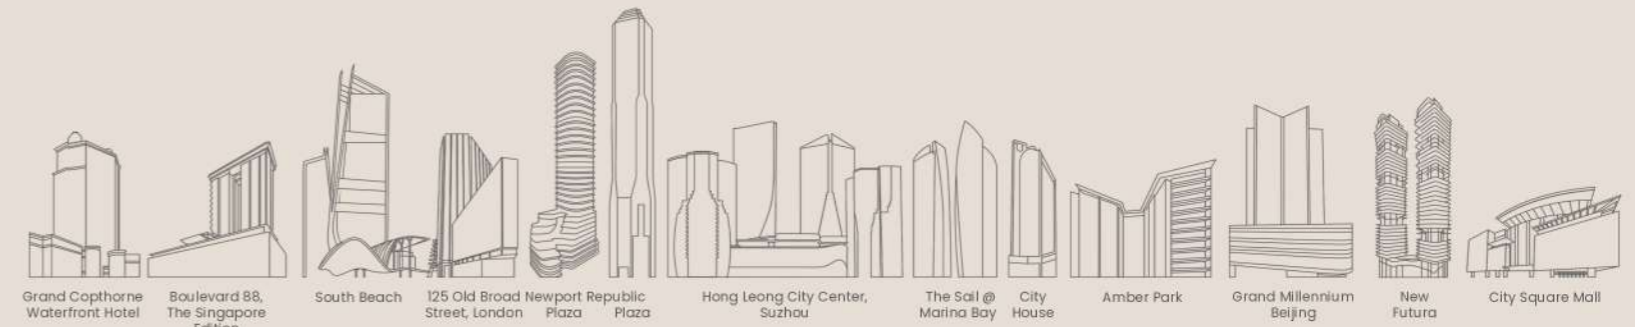 Grand Copthorne
Waterfront Hotel
Boulevard 88,
The Singapore
Edition
South Beach
125 Old Broad
Street, London
Newport
Plaza
Republic
Plaza
Hong Leong City Center,
Suzhou
The Sail @
Marina Bay
City
House
Amber Park
Grand Millennium
Beijing
New
Futura
City Square Mall